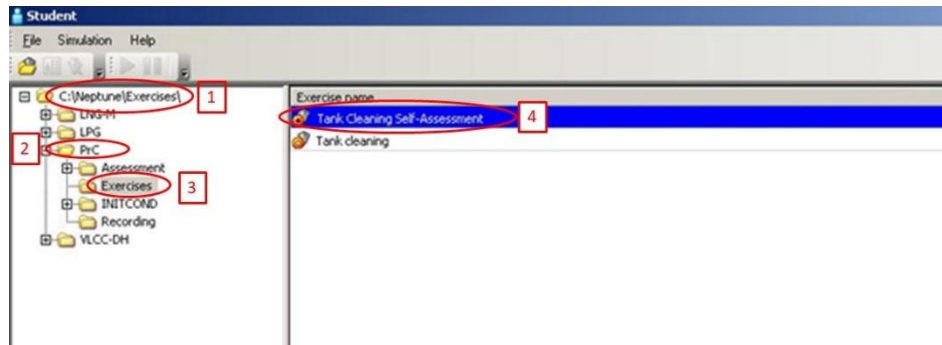 Student
File Simulation Help
C:\Neptune\Exercises\ 1
Exercise name
LNG-M
Tank Cleaning Self-Assessment 4
LPG
Tank cleaning
2 PrC
Assessment
Exercises 3
INITCOND
Recording
VLCC-DH